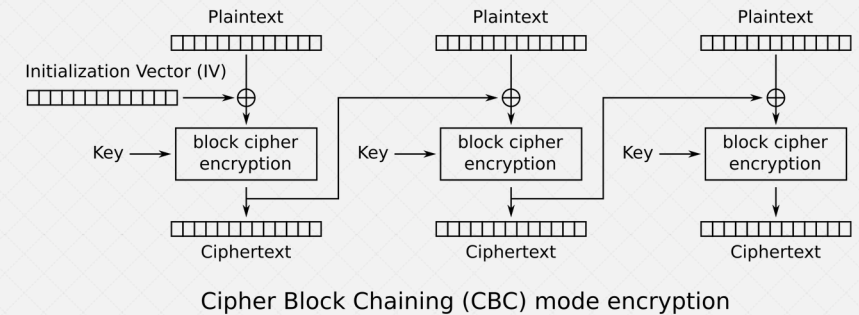 Plaintext
Plaintext
Plaintext
Initialization Vector (IV)
Key
block cipher
encryption
Key
block cipher
encryption
Key
block cipher
encryption
Ciphertext
Ciphertext
Ciphertext
Cipher Block Chaining (CBC) mode encryption